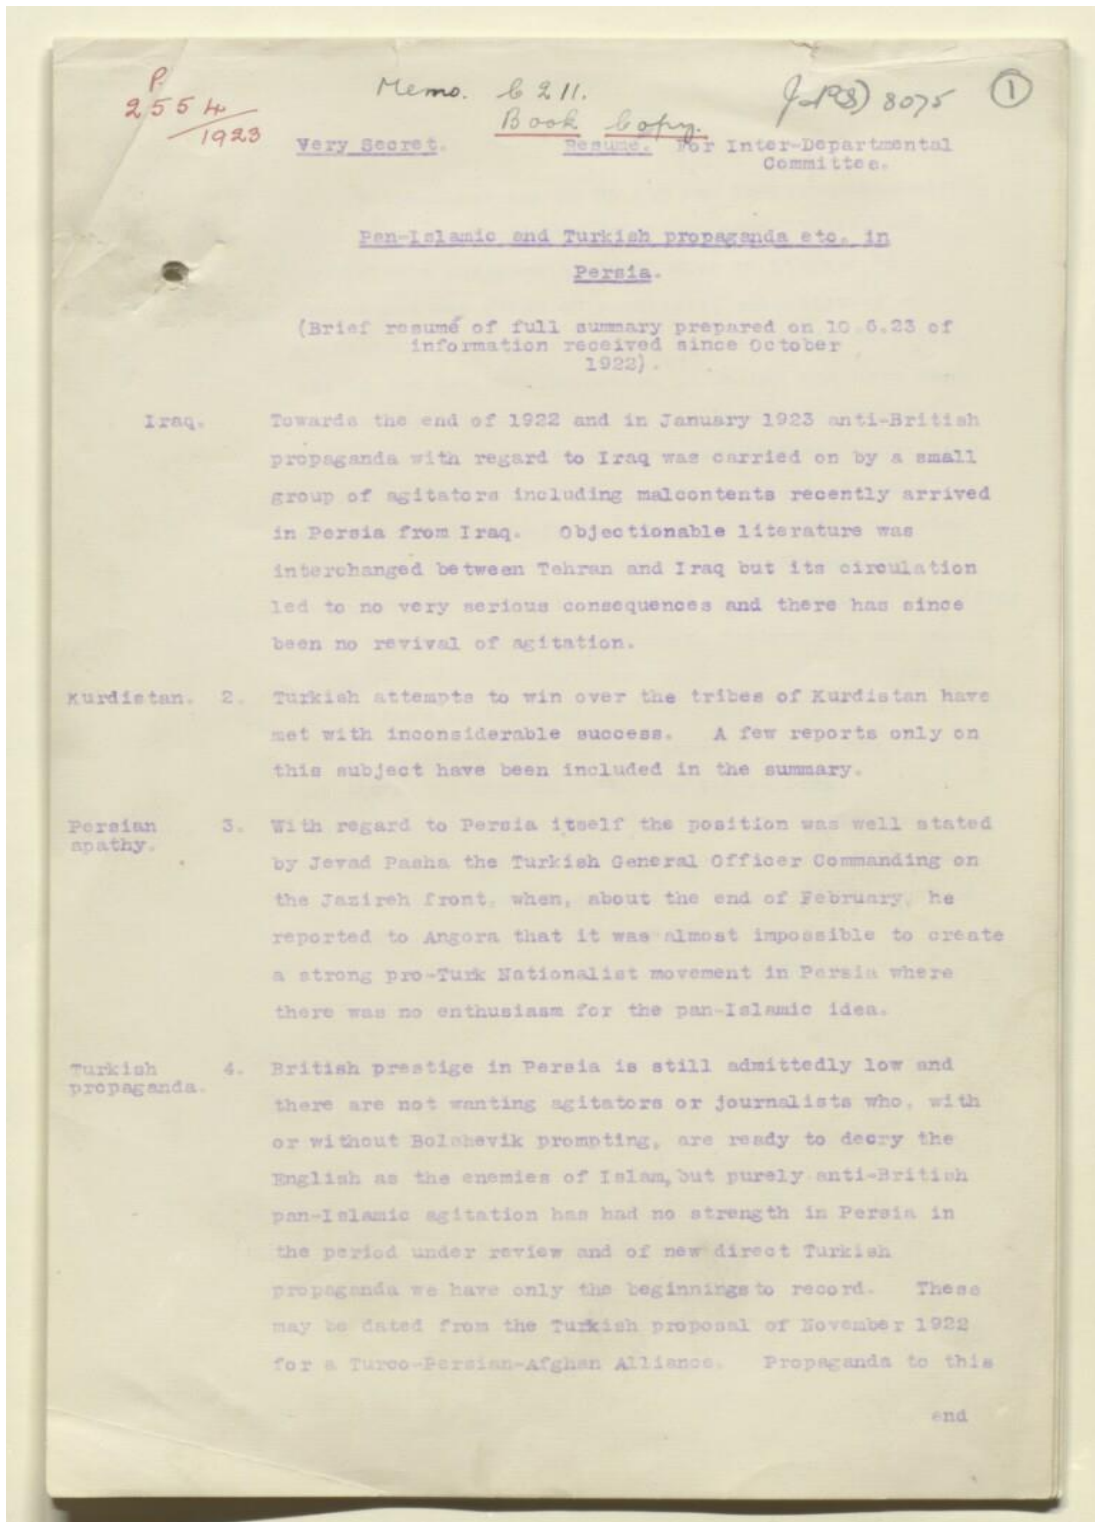 P.
2554
1923
Memo. B 211.
Book Copy.
8075
1
Very Secret. Resumé. For Inter-Departmental
Committee.
Pan-Islamic and Turkish propaganda etc. in
Persia.
(Brief resumé of full summary prepared on 10.6.23 of
information received since October
1922).
Iraq. Towards the end of 1922 and in January 1923 anti-British
propaganda with regard to Iraq was carried on by a small
group of agitators including malcontents recently arrived
in Persia from Iraq. Objectionable literature was
interchanged between Tehran and Iraq but its circulation
led to no very serious consequences and there has since
been no revival of agitation.
Kurdistan. 2. Turkish attempts to win over the tribes of Kurdistan have
met with inconsiderable success. A few reports only on
this subject have been included in the summary.
Persian 3. With regard to Persia itself the position was well stated
apathy. by Jevad Pasha the Turkish General Officer Commanding on
the Jazireh front, when, about the end of February, he
reported to Angora that it was almost impossible to create
a strong pro-Turk Nationalist movement in Persia where
there was no enthusiasm for the pan-Islamic idea.
Turkish 4. British prestige in Persia is still admittedly low and
propaganda. there are not wanting agitators or journalists who, with
or without Bolshevik prompting, are ready to decry the
English as the enemies of Islam, but purely anti-British
pan-Islamic agitation has had no strength in Persia in
the period under review and of new direct Turkish
propaganda we have only the beginnings to record. These
may be dated from the Turkish proposal of November 1922
for a Turco-Persian-Afghan Alliance. Propaganda to this
end